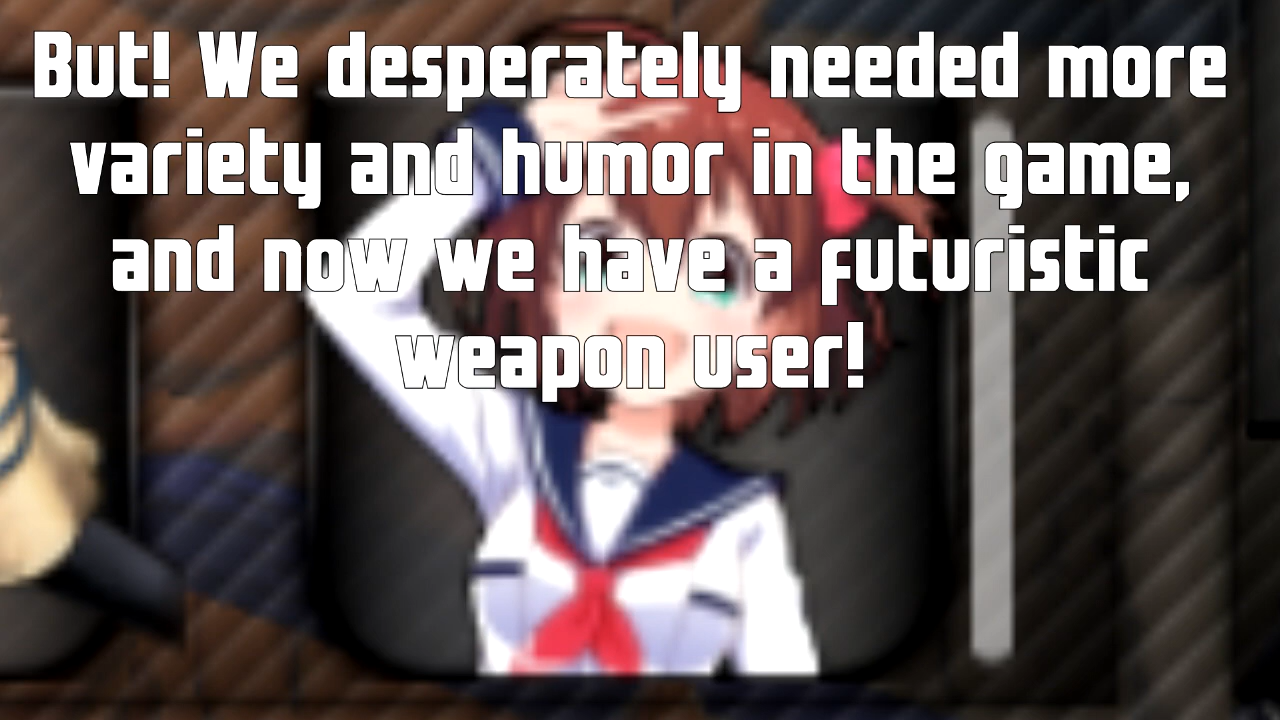 But! We desperately needed more
variety and humor in the game,
and now we have a futuristic
weapon user!